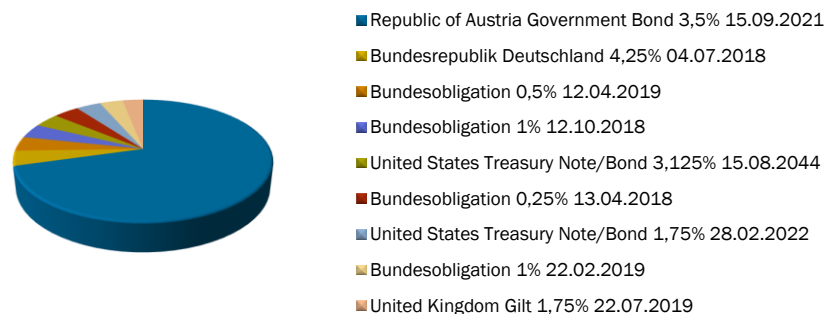 Republic of Austria Government Bond 3,5% 15.09.2021
Bundesrepublik Deutschland 4,25% 04.07.2018
Bundesobligation 0,5% 12.04.2019
Bundesobligation 1% 12.10.2018
United States Treasury Note/Bond 3,125% 15.08.2044
Bundesobligation 0,25% 13.04.2018
United States Treasury Note/Bond 1,75% 28.02.2022
Bundesobligation 1% 22.02.2019
United Kingdom Gilt 1,75% 22.07.2019